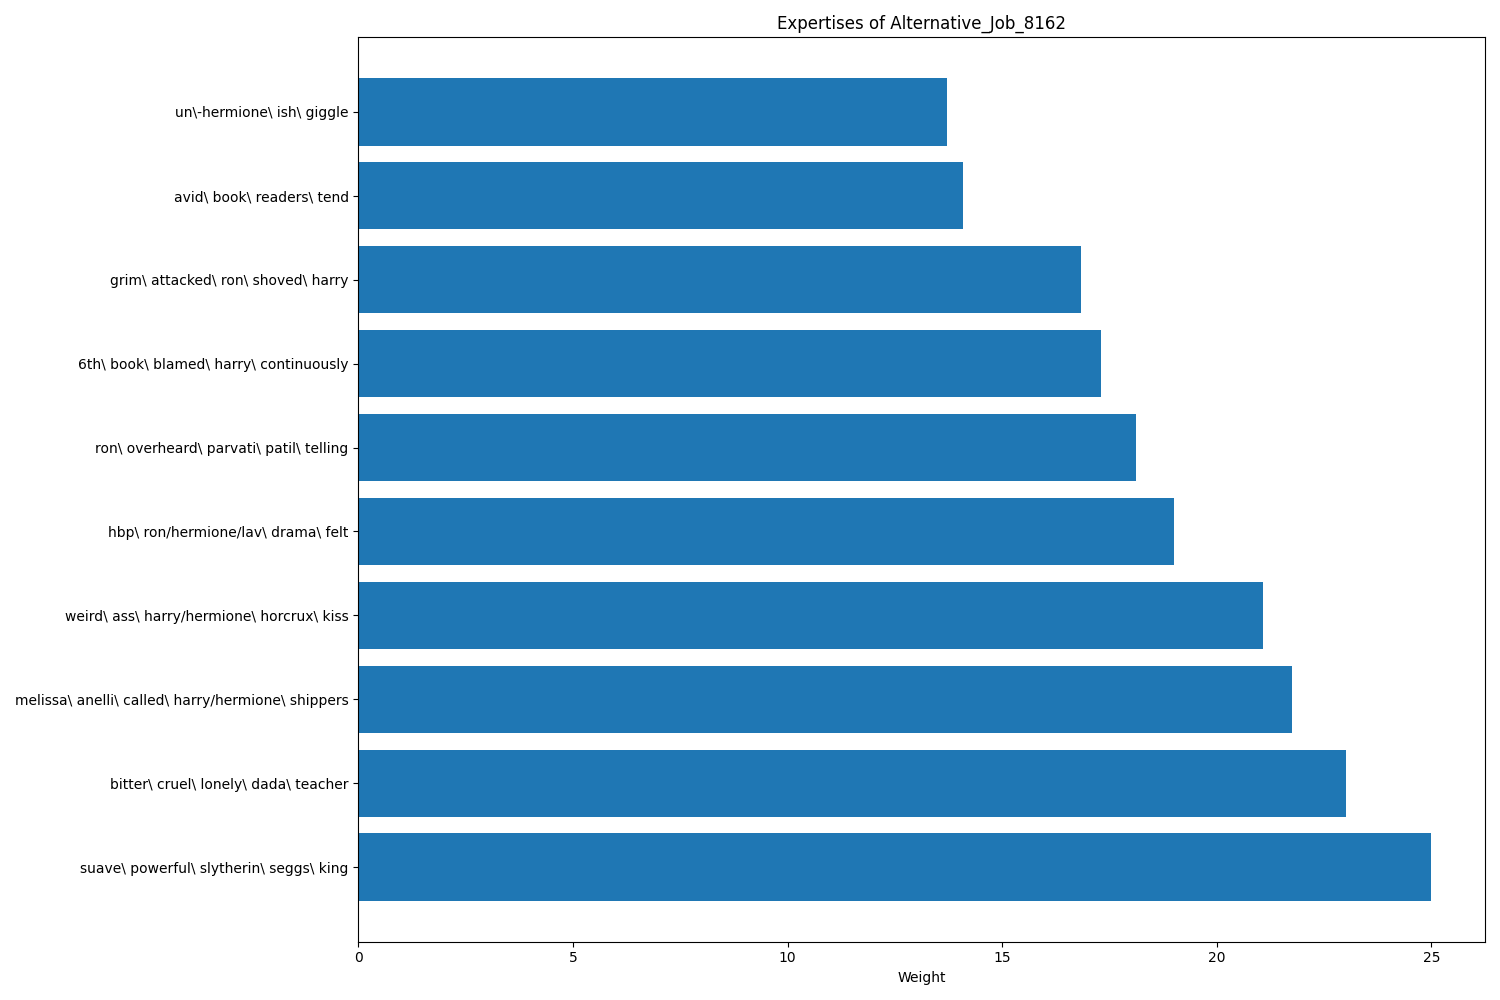 Expertises of Alternative_Job_8162
un\-hermione\ ish\ giggle
avid\ book\ readers\ tend
grim\ attacked\ ron\ shoved\ harry
6th\ book\ blamed\ harry\ continuously
ron\ overheard\ parvati\ patil\ telling
hbp\ ron/hermione/lav\ drama\ felt
weird\ ass\ harry/hermione\ horcrux\ kiss
melissa\ anelli\ called\ harry/hermione\ shippers
bitter\ cruel\ lonely\ dada\ teacher
suave\ powerful\ slytherin\ seggs\ king
0 5 10 15 20 25
Weight